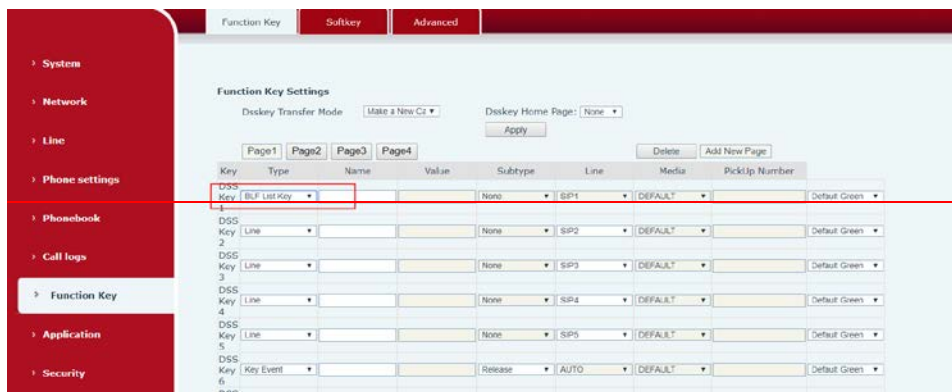 Function Key Softkey Advanced
› System
› Network
› Line
› Phone settings
› Phonebook
› Call logs
› Function Key
› Application
› Security
Function Key Settings
Dsskey Transfer Mode Make a New Ca Dsskey Home Page: None
Apply
Page1 Page2 Page3 Page4 Delete Add New Page
Key Type Name Value Subtype Line Media PickUp Number
DSS Key 1 BLF List Key None SIP1 DEFAULT Default Green
DSS Key 2 Line None SIP2 DEFAULT Default Green
DSS Key 3 Line None SIP3 DEFAULT Default Green
DSS Key 4 Line None SIP4 DEFAULT Default Green
DSS Key 5 Line None SIP5 DEFAULT Default Green
DSS Key 6 Key Event Release AUTO DEFAULT Default Green